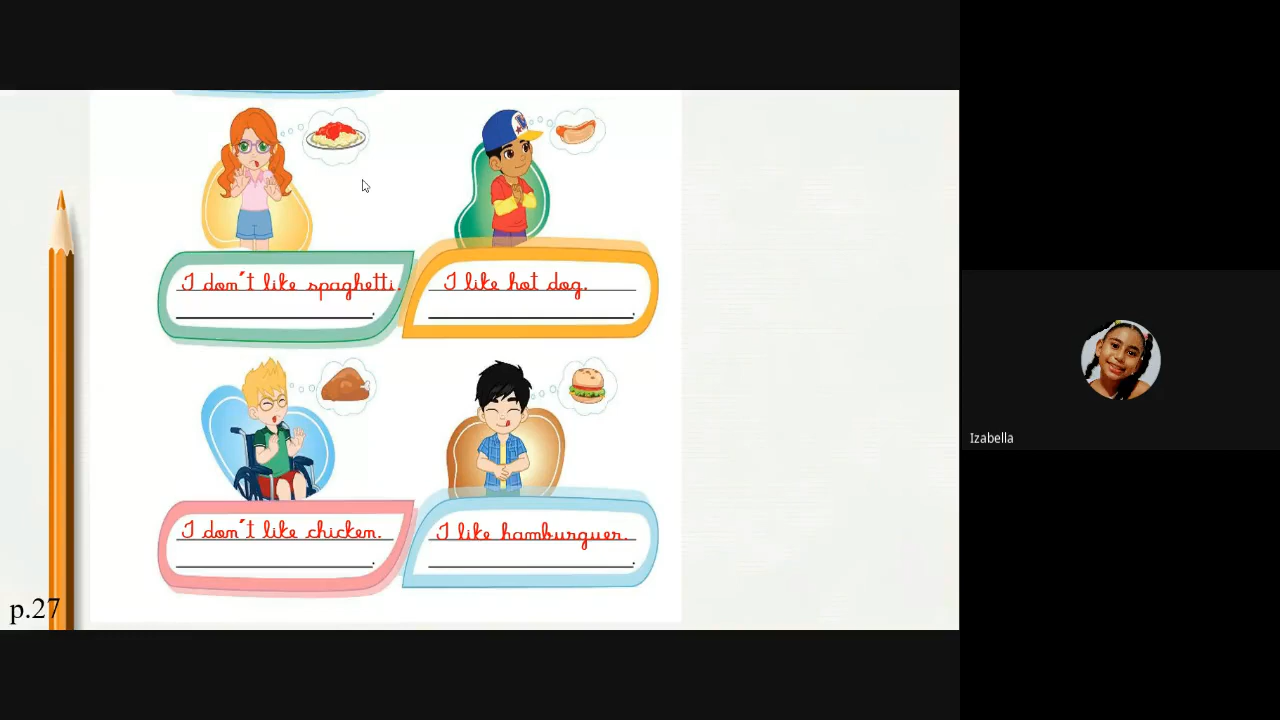 I don´t like spaghetti.
I like hot dog.
I don´t like chicken.
I like hamburguer.
p.27
Izabella